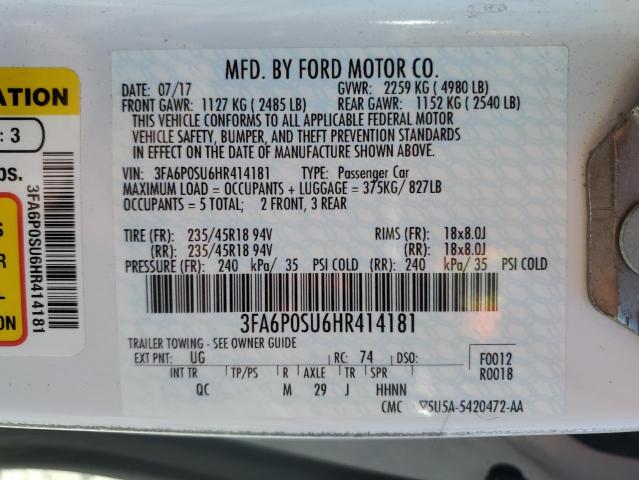 MFD. BY FORD MOTOR CO.
DATE: 07/17 GVWR: 2259 KG ( 4980 LB)
FRONT GAWR: 1127 KG ( 2485 LB) REAR GAWR: 1152 KG ( 2540 LB)
THIS VEHICLE CONFORMS TO ALL APPLICABLE FEDERAL MOTOR
VEHICLE SAFETY, BUMPER, AND THEFT PREVENTION STANDARDS
IN EFFECT ON THE DATE OF MANUFACTURE SHOWN ABOVE.
VIN: 3FA6P0SU6HR414181 TYPE: Passenger Car
MAXIMUM LOAD = OCCUPANTS + LUGGAGE = 375KG/ 827LB
OCCUPANTS = 5 TOTAL; 2 FRONT, 3 REAR
TIRE (FR): 235/45R18 94V RIMS (FR): 18x8.0J
(RR): 235/45R18 94V (RR): 18x8.0J
PRESSURE (FR): 240 kPa/ 35 PSI COLD (RR): 240 kPa/ 35 PSI COLD
3FA6P0SU6HR414181
TRAILER TOWING - SEE OWNER GUIDE
EXT PNT: UG RC: 74 DSO: F0012
INT TR TP/PS R AXLE TR SPR R0018
QC M 29 J HHNN
CMC ▽5U5A-5420472-AA
ATION
: 3
bs.
S
R
ION
3FA6P0SU6HR414181